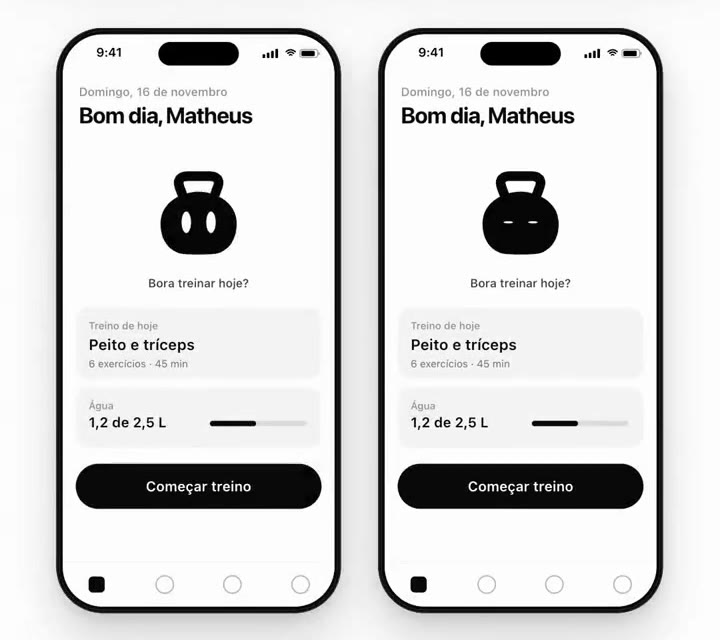 9:41
Domingo, 16 de novembro
Bom dia, Matheus
Bora treinar hoje?
Treino de hoje
Peito e tríceps
6 exercícios · 45 min
Água
1,2 de 2,5 L
Começar treino
9:41
Domingo, 16 de novembro
Bom dia, Matheus
Bora treinar hoje?
Treino de hoje
Peito e tríceps
6 exercícios · 45 min
Água
1,2 de 2,5 L
Começar treino